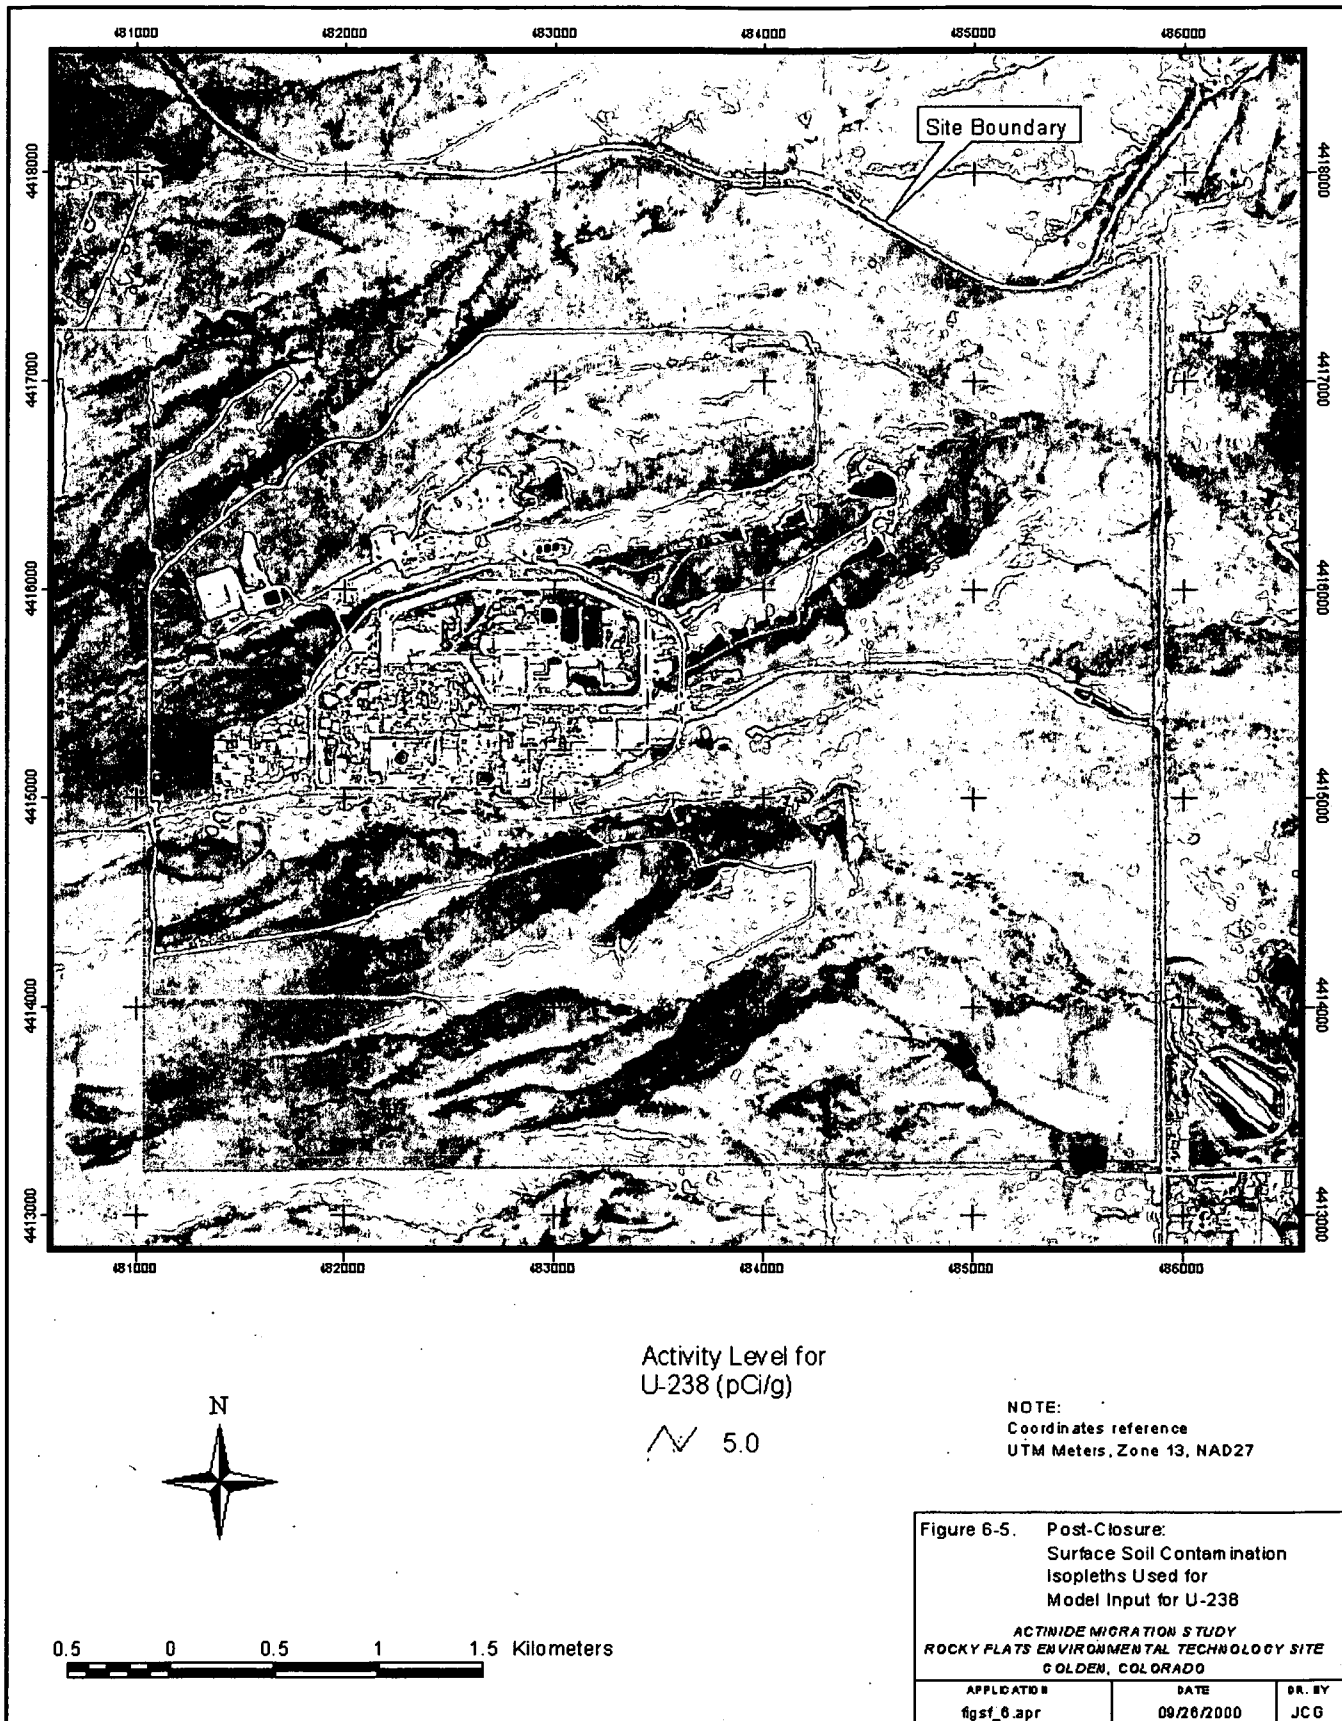 481000 482000 483000 484000 485000 486000
Site Boundary
4418000 4418000
4417000 4417000
4416000 4416000
4415000 4415000
4414000 4414000
4413000 4413000
481000 482000 483000 484000 485000 486000
Activity Level for
U-238 (pCi/g)
5.0
N
NOTE:
Coordinates reference
UTM Meters, Zone 13, NAD27
0.5 0 0.5 1 1.5 Kilometers
Figure 6-5. Post-Closure:
Surface Soil Contamination
Isopleths Used for
Model Input for U-238
ACTINIDE MIGRATION STUDY
ROCKY FLATS ENVIRONMENTAL TECHNOLOGY SITE
GOLDEN, COLORADO
APPLICATION DATE DR. BY
figsf_6.apr 09/26/2000 JCG